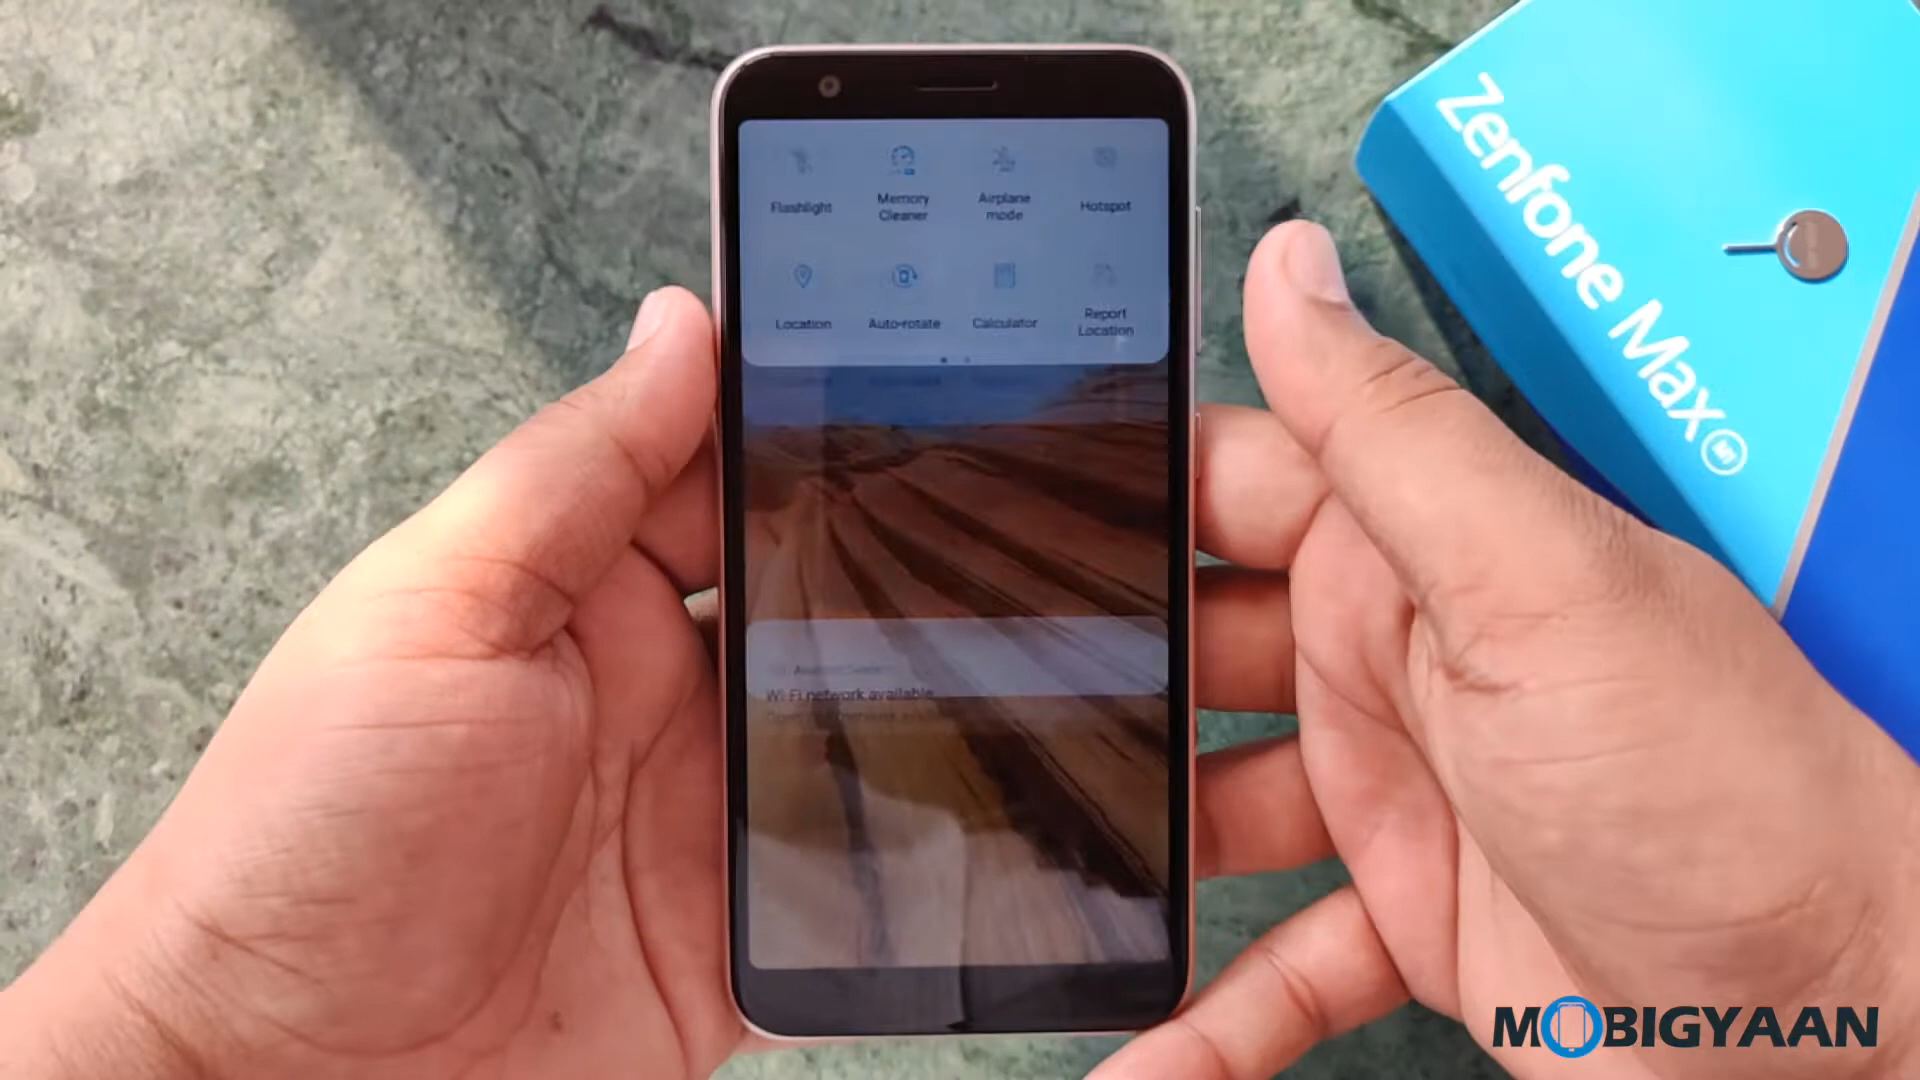 Flashlight
Memory
Cleaner
Airplane
mode
Hotspot
Location
Auto-rotate
Calculator
Report
Location
Wi-Fi network available
Zenfone Max
M1
MOBIGYAAN